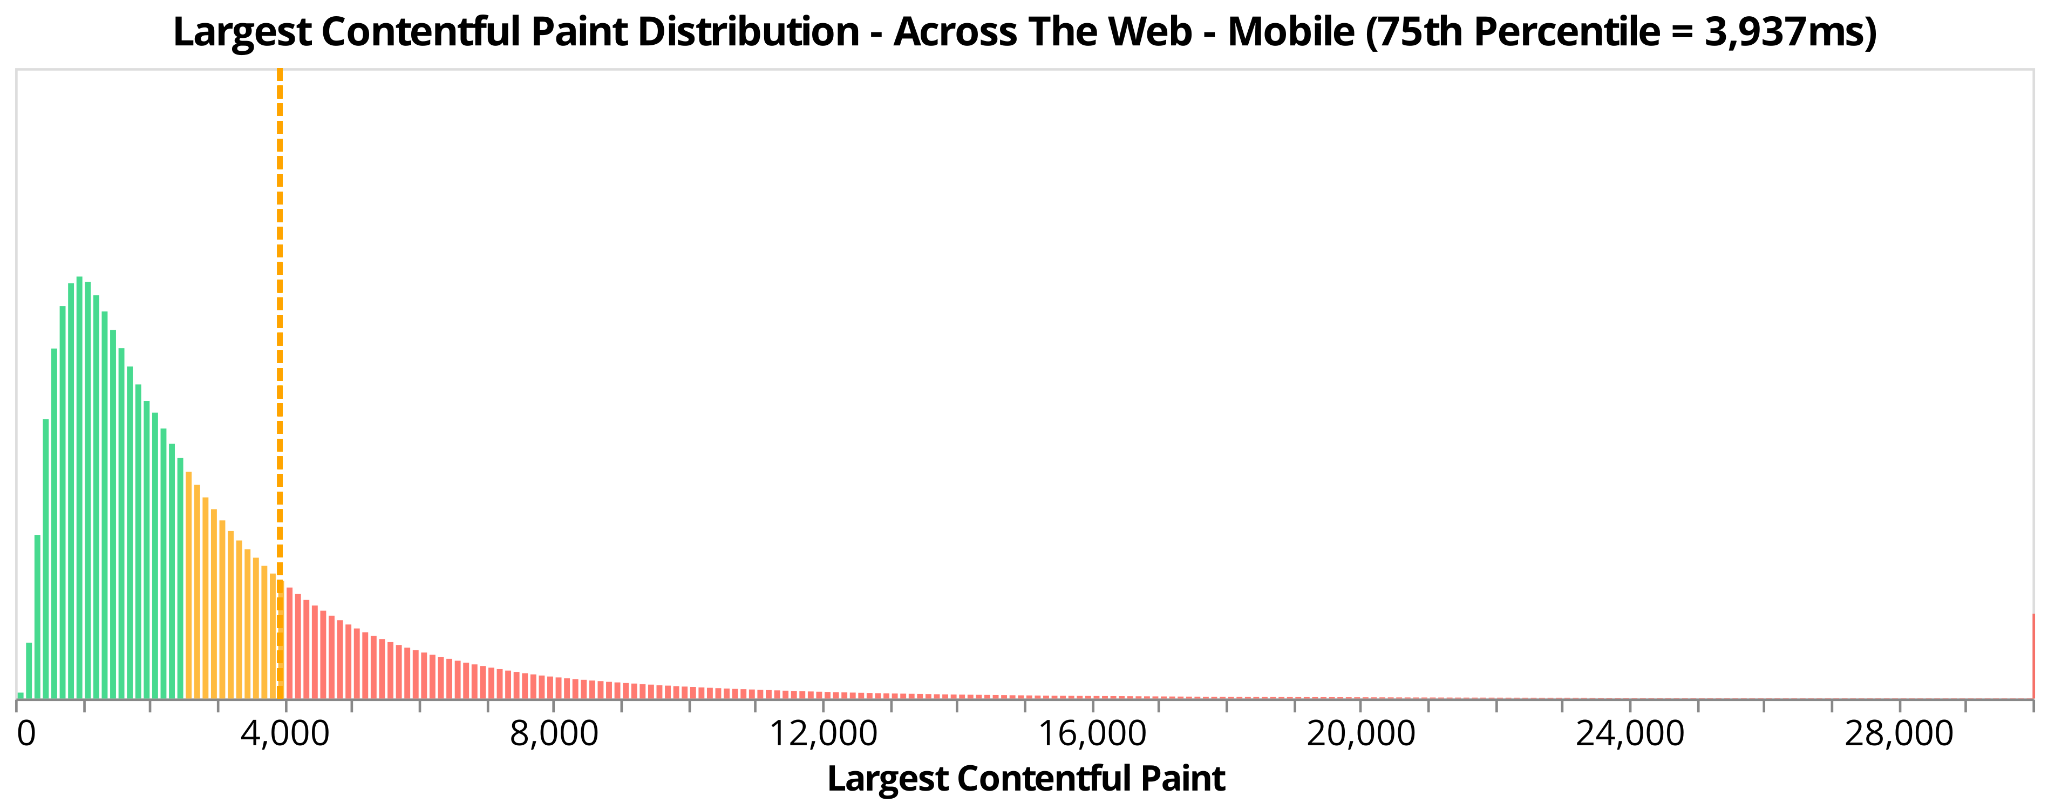 Largest Contentful Paint Distribution - Across The Web - Mobile (75th Percentile = 3,937ms)
0 4,000 8,000 12,000 16,000 20,000 24,000 28,000
Largest Contentful Paint